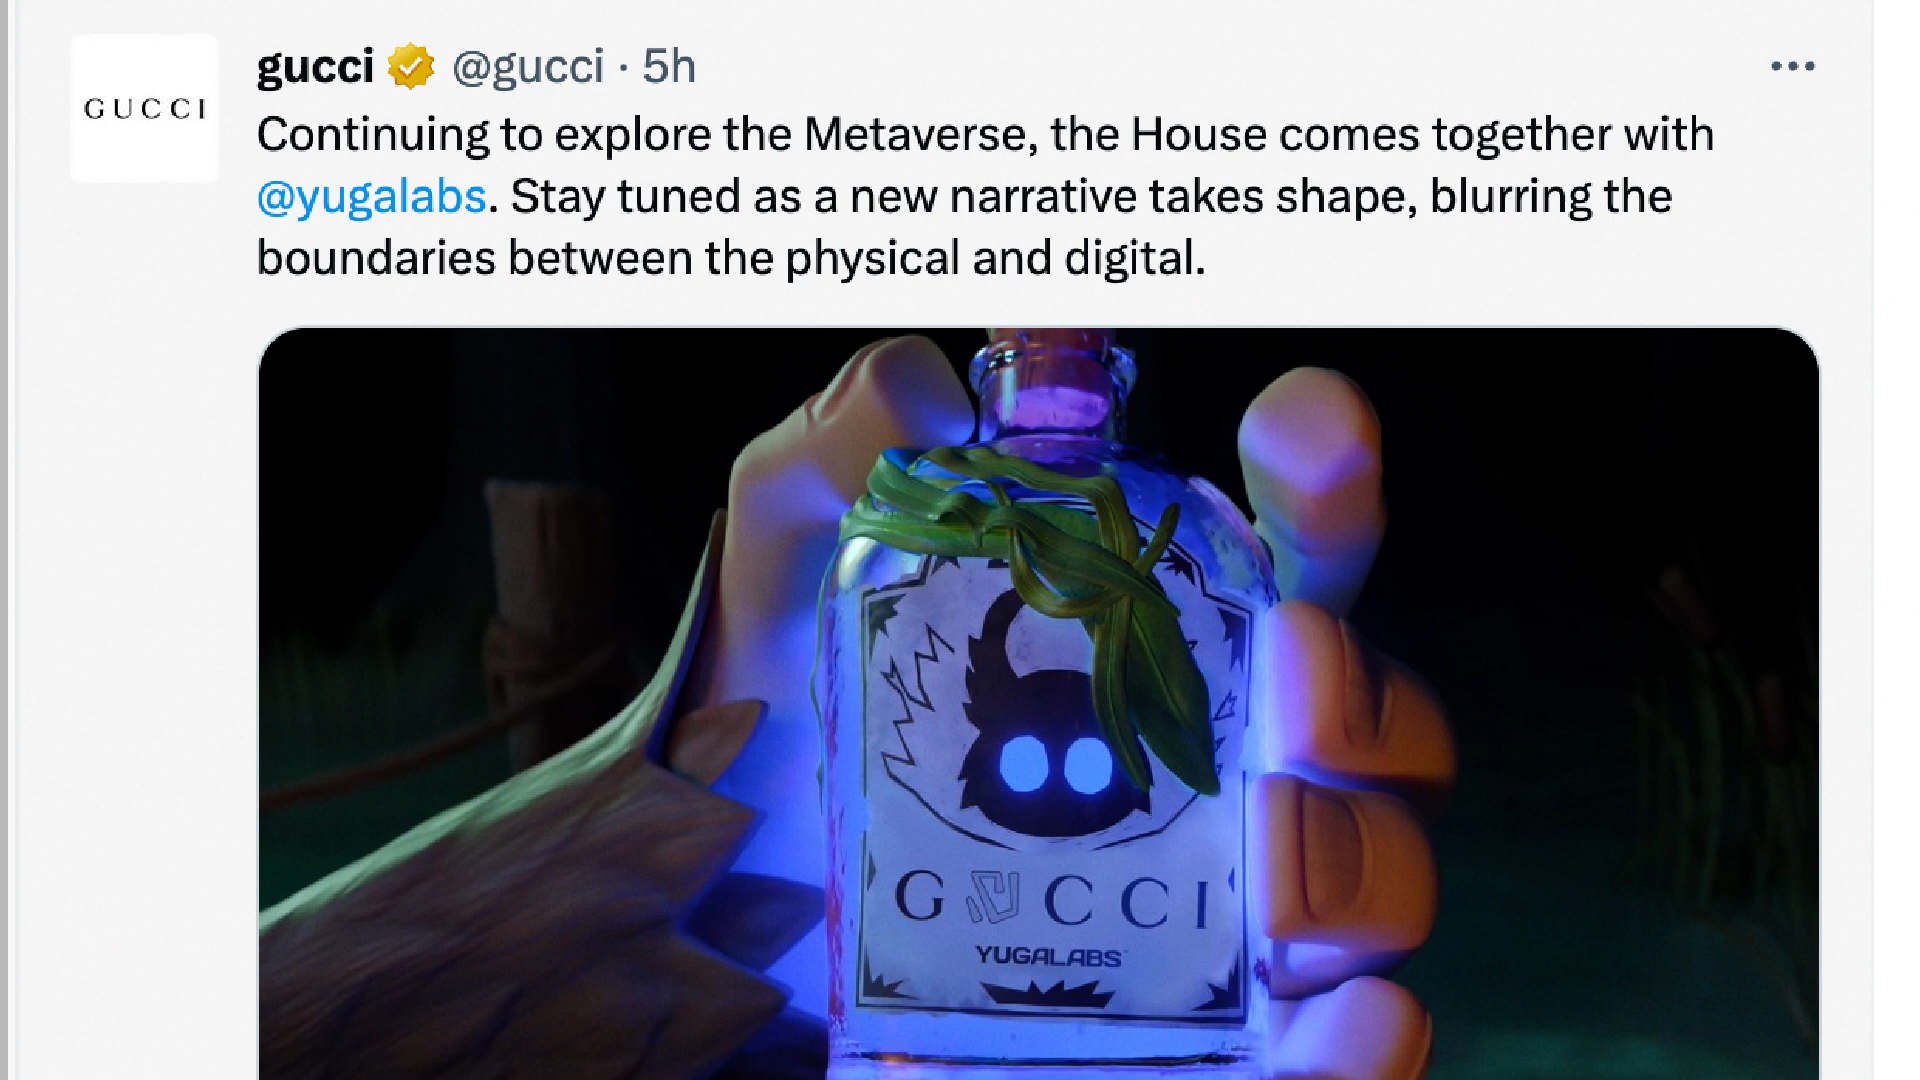 GUCCI
gucci @gucci · 5h
Continuing to explore the Metaverse, the House comes together with
@yugalabs. Stay tuned as a new narrative takes shape, blurring the
boundaries between the physical and digital.
G CCI
YUGALABS